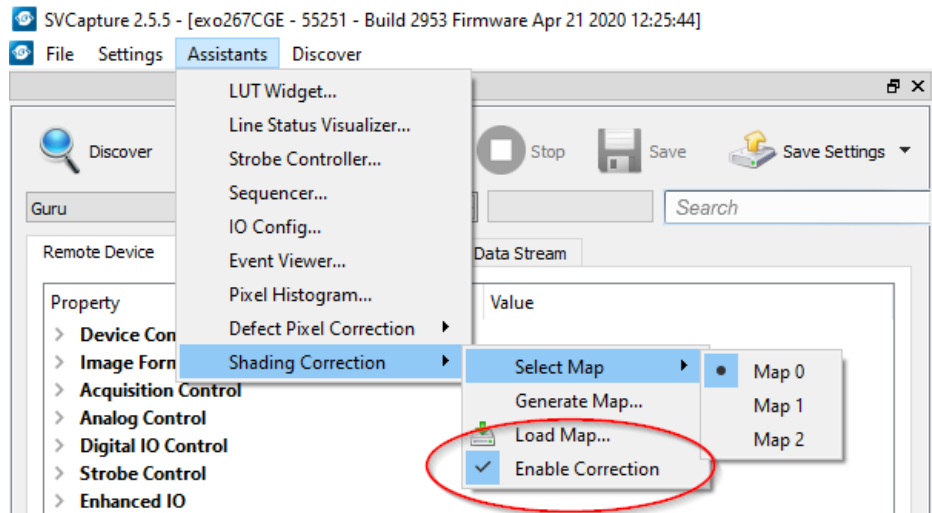 SVCapture 2.5.5 - [exo267CGE - 55251 - Build 2953 Firmware Apr 21 2020 12:25:44]
File Settings Assistants Discover
LUT Widget...
Line Status Visualizer...
Strobe Controller...
Sequencer...
IO Config...
Event Viewer...
Pixel Histogram...
Defect Pixel Correction
Shading Correction
Discover
Stop
Save
Save Settings
Guru
Search
Remote Device
Data Stream
Property
Value
Device Con
Image Form
Acquisition Control
Analog Control
Digital IO Control
Strobe Control
Enhanced IO
Select Map
Generate Map...
Load Map...
Enable Correction
Map 0
Map 1
Map 2